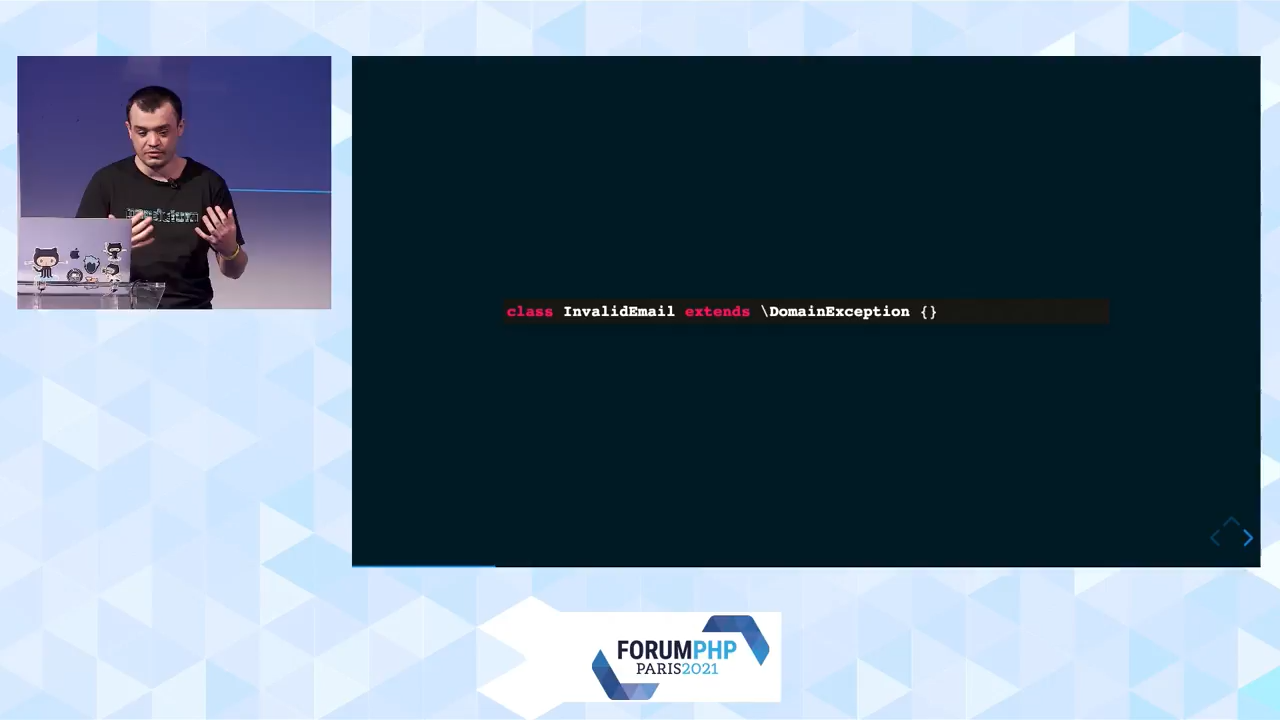 class InvalidEmail extends \DomainException {}
FORUMPHP
PARIS2021